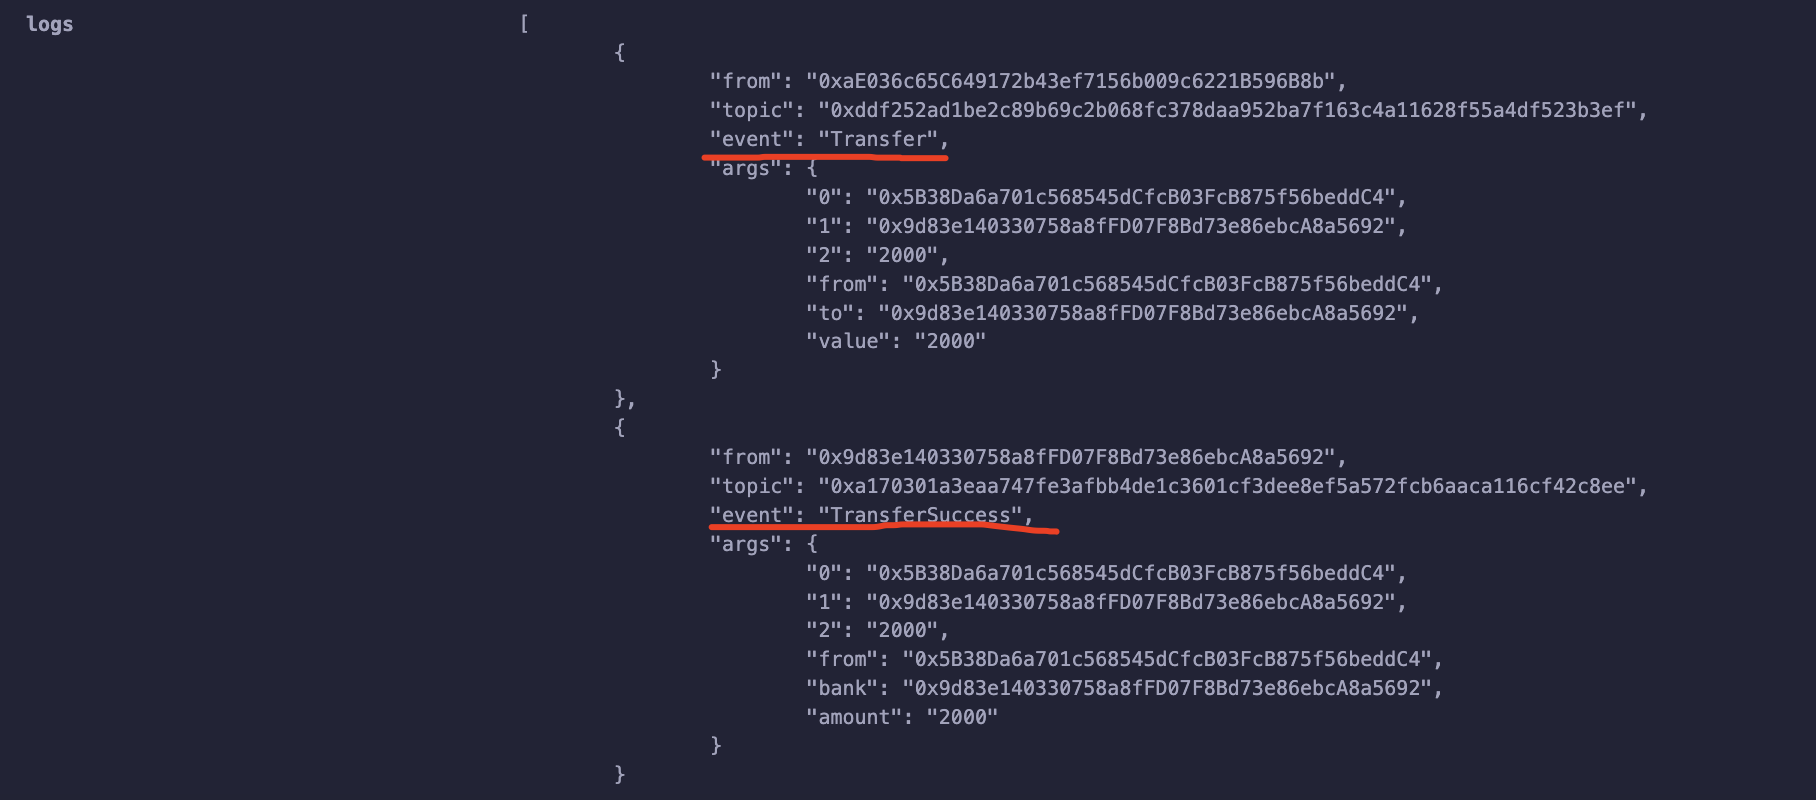 logs [
{
"from": "0xaE036c65C649172b43ef7156b009c6221B596B8b",
"topic": "0xddf252ad1be2c89b69c2b068fc378daa952ba7f163c4a11628f55a4df523b3ef",
"event": "Transfer",
"args": {
"0": "0x5B38Da6a701c568545dCfcB03FcB875f56beddC4",
"1": "0x9d83e140330758a8fFD07F8Bd73e86ebcA8a5692",
"2": "2000",
"from": "0x5B38Da6a701c568545dCfcB03FcB875f56beddC4",
"to": "0x9d83e140330758a8fFD07F8Bd73e86ebcA8a5692",
"value": "2000"
}
},
{
"from": "0x9d83e140330758a8fFD07F8Bd73e86ebcA8a5692",
"topic": "0xa170301a3eaa747fe3afbb4de1c3601cf3dee8ef5a572fcb6aaca116cf42c8ee",
"event": "TransferSuccess",
"args": {
"0": "0x5B38Da6a701c568545dCfcB03FcB875f56beddC4",
"1": "0x9d83e140330758a8fFD07F8Bd73e86ebcA8a5692",
"2": "2000",
"from": "0x5B38Da6a701c568545dCfcB03FcB875f56beddC4",
"bank": "0x9d83e140330758a8fFD07F8Bd73e86ebcA8a5692",
"amount": "2000"
}
}